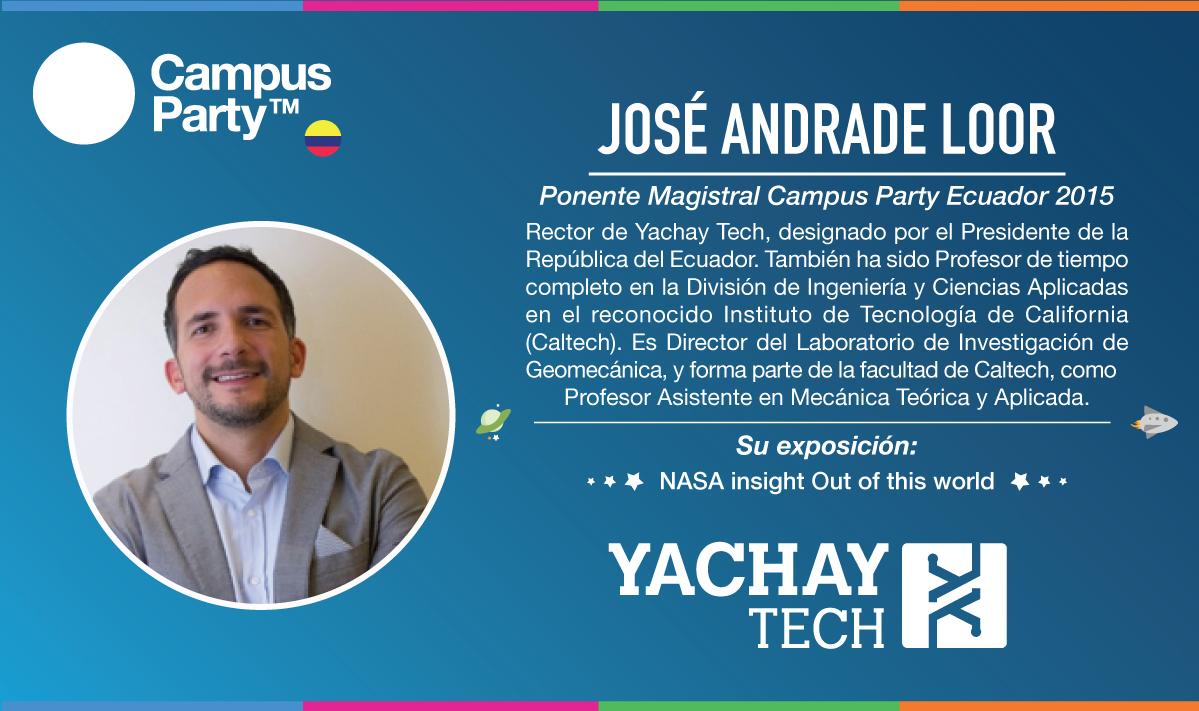 Campus
Party™
JOSÉ ANDRADE LOOR
Ponente Magistral Campus Party Ecuador 2015
Rector de Yachay Tech, designado por el Presidente de la
República del Ecuador. También ha sido Profesor de tiempo
completo en la División de Ingeniería y Ciencias Aplicadas
en el reconocido Instituto de Tecnología de California
(Caltech). Es Director del Laboratorio de Investigación de
Geomecánica, y forma parte de la facultad de Caltech, como
Profesor Asistente en Mecánica Teórica y Aplicada.
Su exposición:
NASA insight Out of this world
YACHAY
TECH